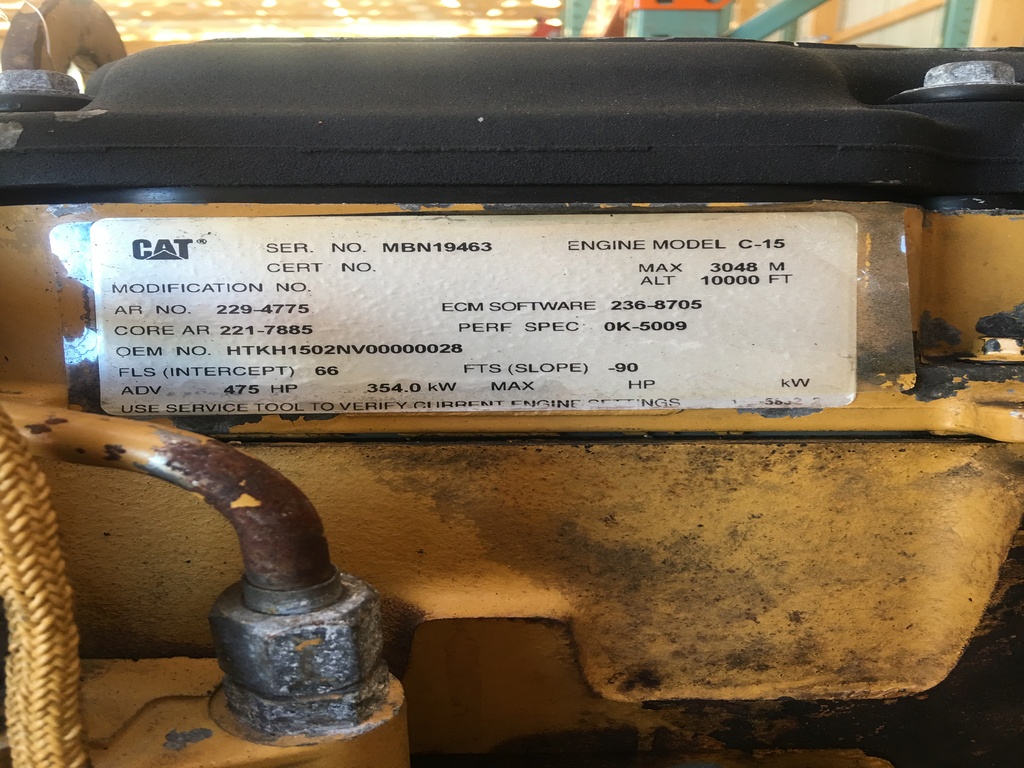 CAT® SER. NO. MBN19463 ENGINE MODEL C-15
CERT NO. MAX 3048 M
MODIFICATION NO. ALT 10000 FT
AR NO. 229-4775 ECM SOFTWARE 236-8705
CORE AR 221-7885 PERF SPEC 0K-5009
OEM NO. HTKH1502NV00000028
FLS (INTERCEPT) 66 FTS (SLOPE) -90
ADV 475 HP 354.0 kW MAX HP kW
USE SERVICE TOOL TO VERIFY CURRENT ENGINE SETTINGS